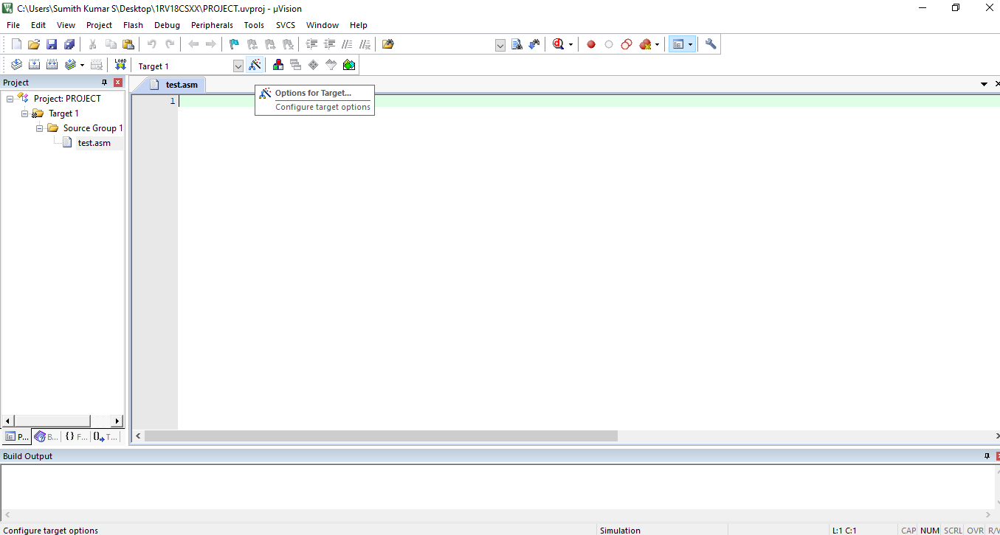 C:\Users\Sumith Kumar S\Desktop\1RV18CSXX\PROJECT.uvproj - µVision
File Edit View Project Flash Debug Peripherals Tools SVCS Window Help
LOAD Target 1
Project
test.asm
Project: PROJECT
Target 1
Source Group 1
test.asm
1
Options for Target...
Configure target options
P... B... {} F... T...
Build Output
Configure target options Simulation L:1 C:1 CAP NUM SCRL OVR R/